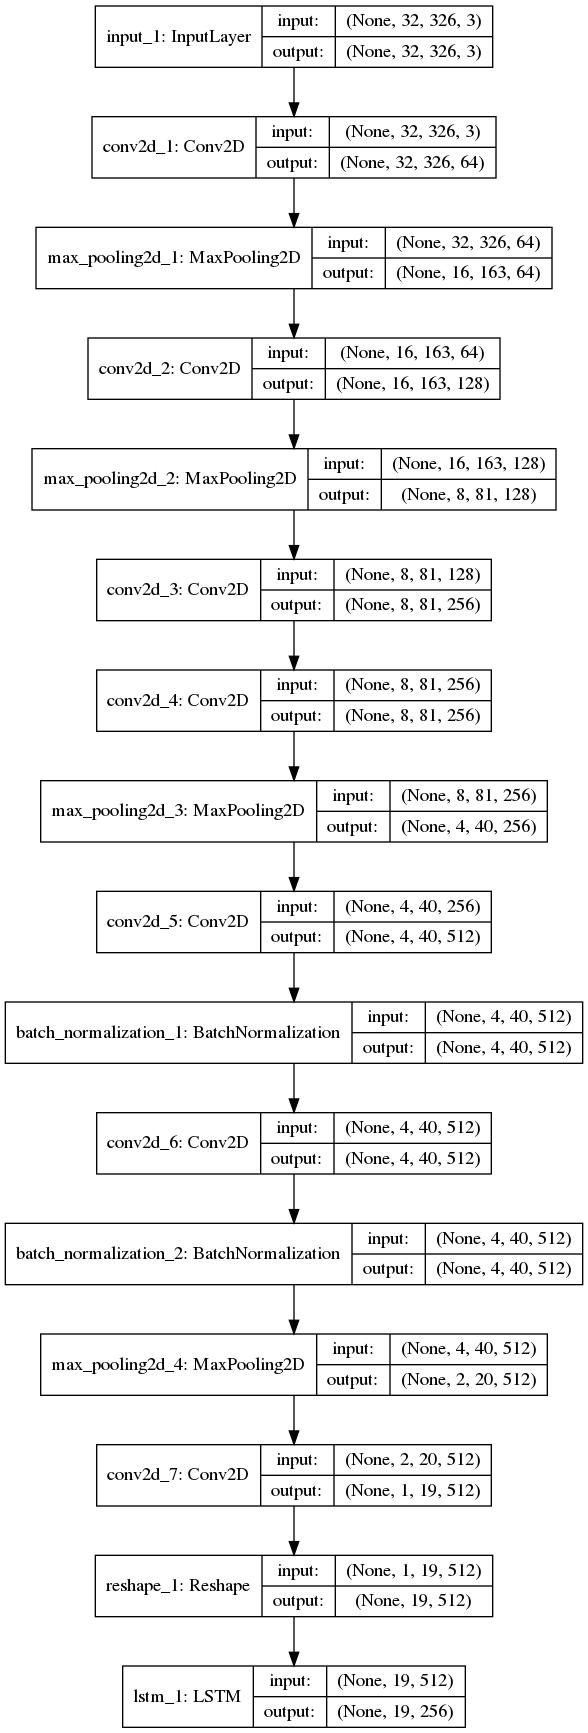 input_1: InputLayer
input: (None, 32, 326, 3)
output: (None, 32, 326, 3)
conv2d_1: Conv2D
input: (None, 32, 326, 3)
output: (None, 32, 326, 64)
max_pooling2d_1: MaxPooling2D
input: (None, 32, 326, 64)
output: (None, 16, 163, 64)
conv2d_2: Conv2D
input: (None, 16, 163, 64)
output: (None, 16, 163, 128)
max_pooling2d_2: MaxPooling2D
input: (None, 16, 163, 128)
output: (None, 8, 81, 128)
conv2d_3: Conv2D
input: (None, 8, 81, 128)
output: (None, 8, 81, 256)
conv2d_4: Conv2D
input: (None, 8, 81, 256)
output: (None, 8, 81, 256)
max_pooling2d_3: MaxPooling2D
input: (None, 8, 81, 256)
output: (None, 4, 40, 256)
conv2d_5: Conv2D
input: (None, 4, 40, 256)
output: (None, 4, 40, 512)
batch_normalization_1: BatchNormalization
input: (None, 4, 40, 512)
output: (None, 4, 40, 512)
conv2d_6: Conv2D
input: (None, 4, 40, 512)
output: (None, 4, 40, 512)
batch_normalization_2: BatchNormalization
input: (None, 4, 40, 512)
output: (None, 4, 40, 512)
max_pooling2d_4: MaxPooling2D
input: (None, 4, 40, 512)
output: (None, 2, 20, 512)
conv2d_7: Conv2D
input: (None, 2, 20, 512)
output: (None, 1, 19, 512)
reshape_1: Reshape
input: (None, 1, 19, 512)
output: (None, 19, 512)
lstm_1: LSTM
input: (None, 19, 512)
output: (None, 19, 256)